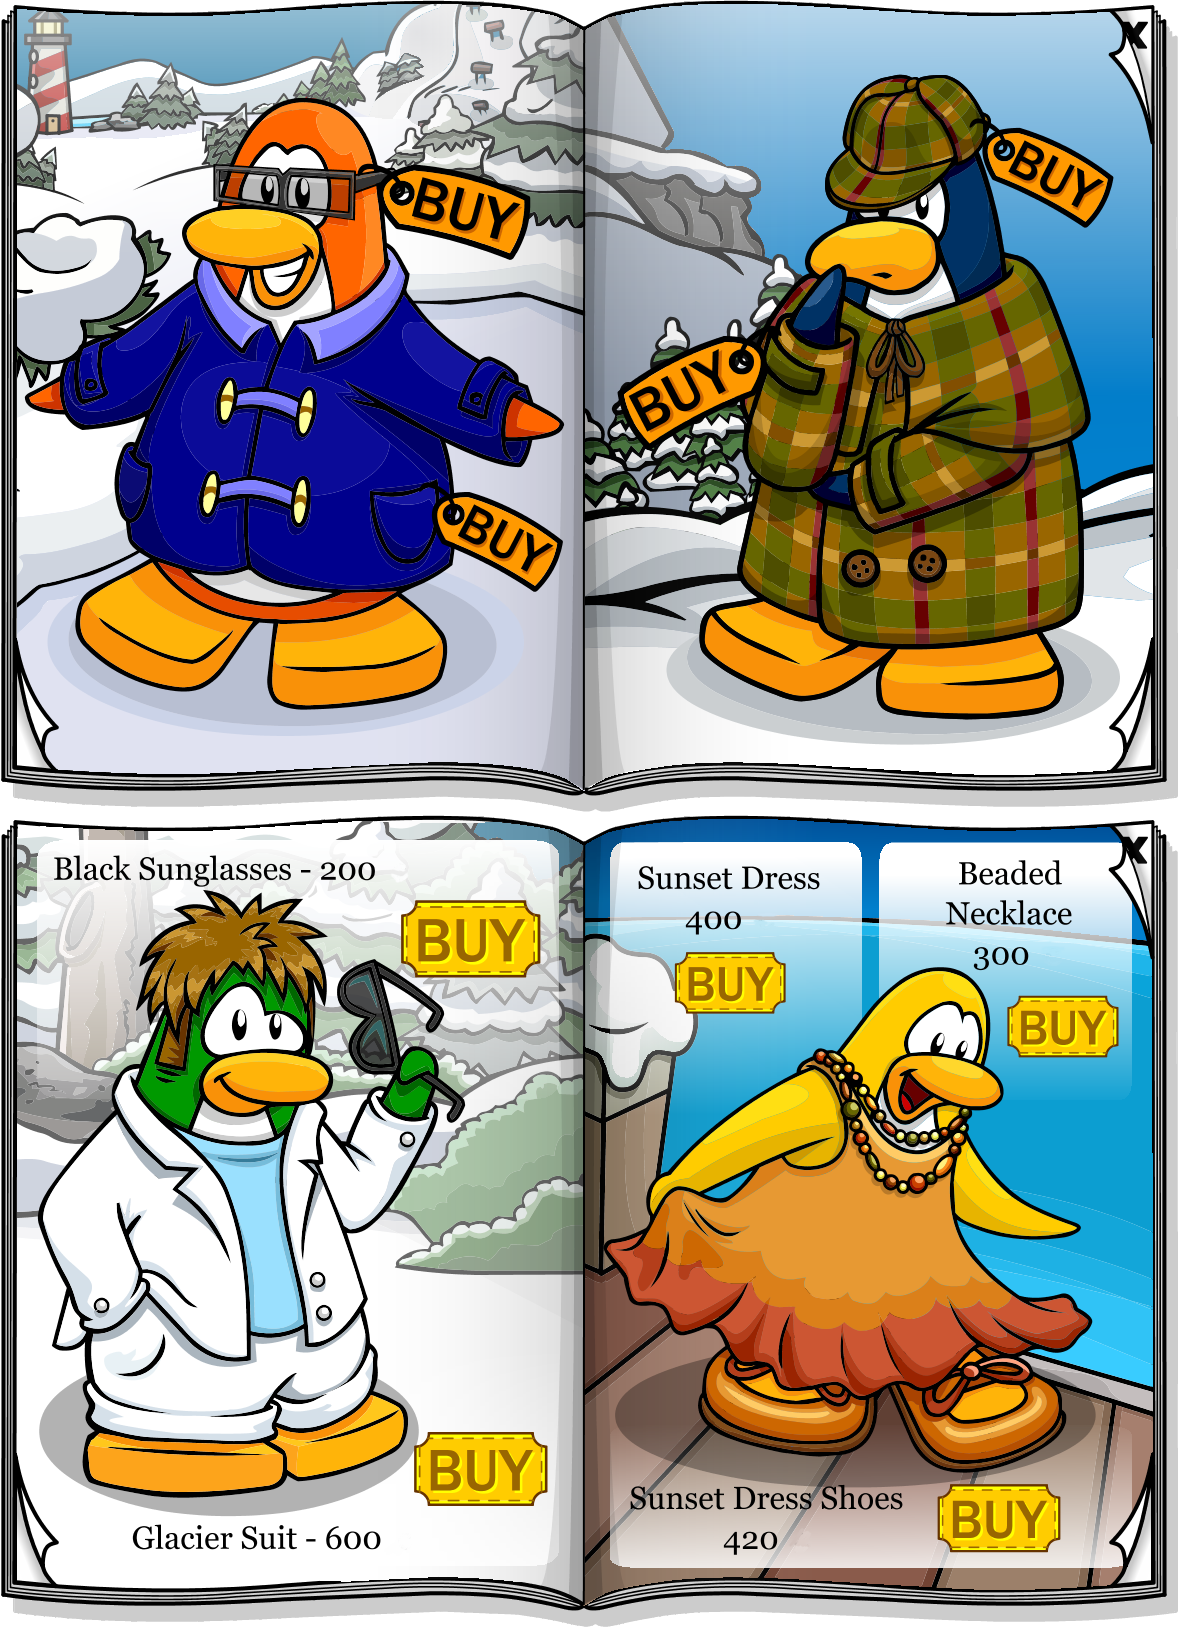 x
BUY
BUY
BUY
BUY
x
Black Sunglasses - 200
BUY
BUY
Glacier Suit - 600
Sunset Dress
400
BUY
Beaded
Necklace
300
BUY
Sunset Dress Shoes
420
BUY